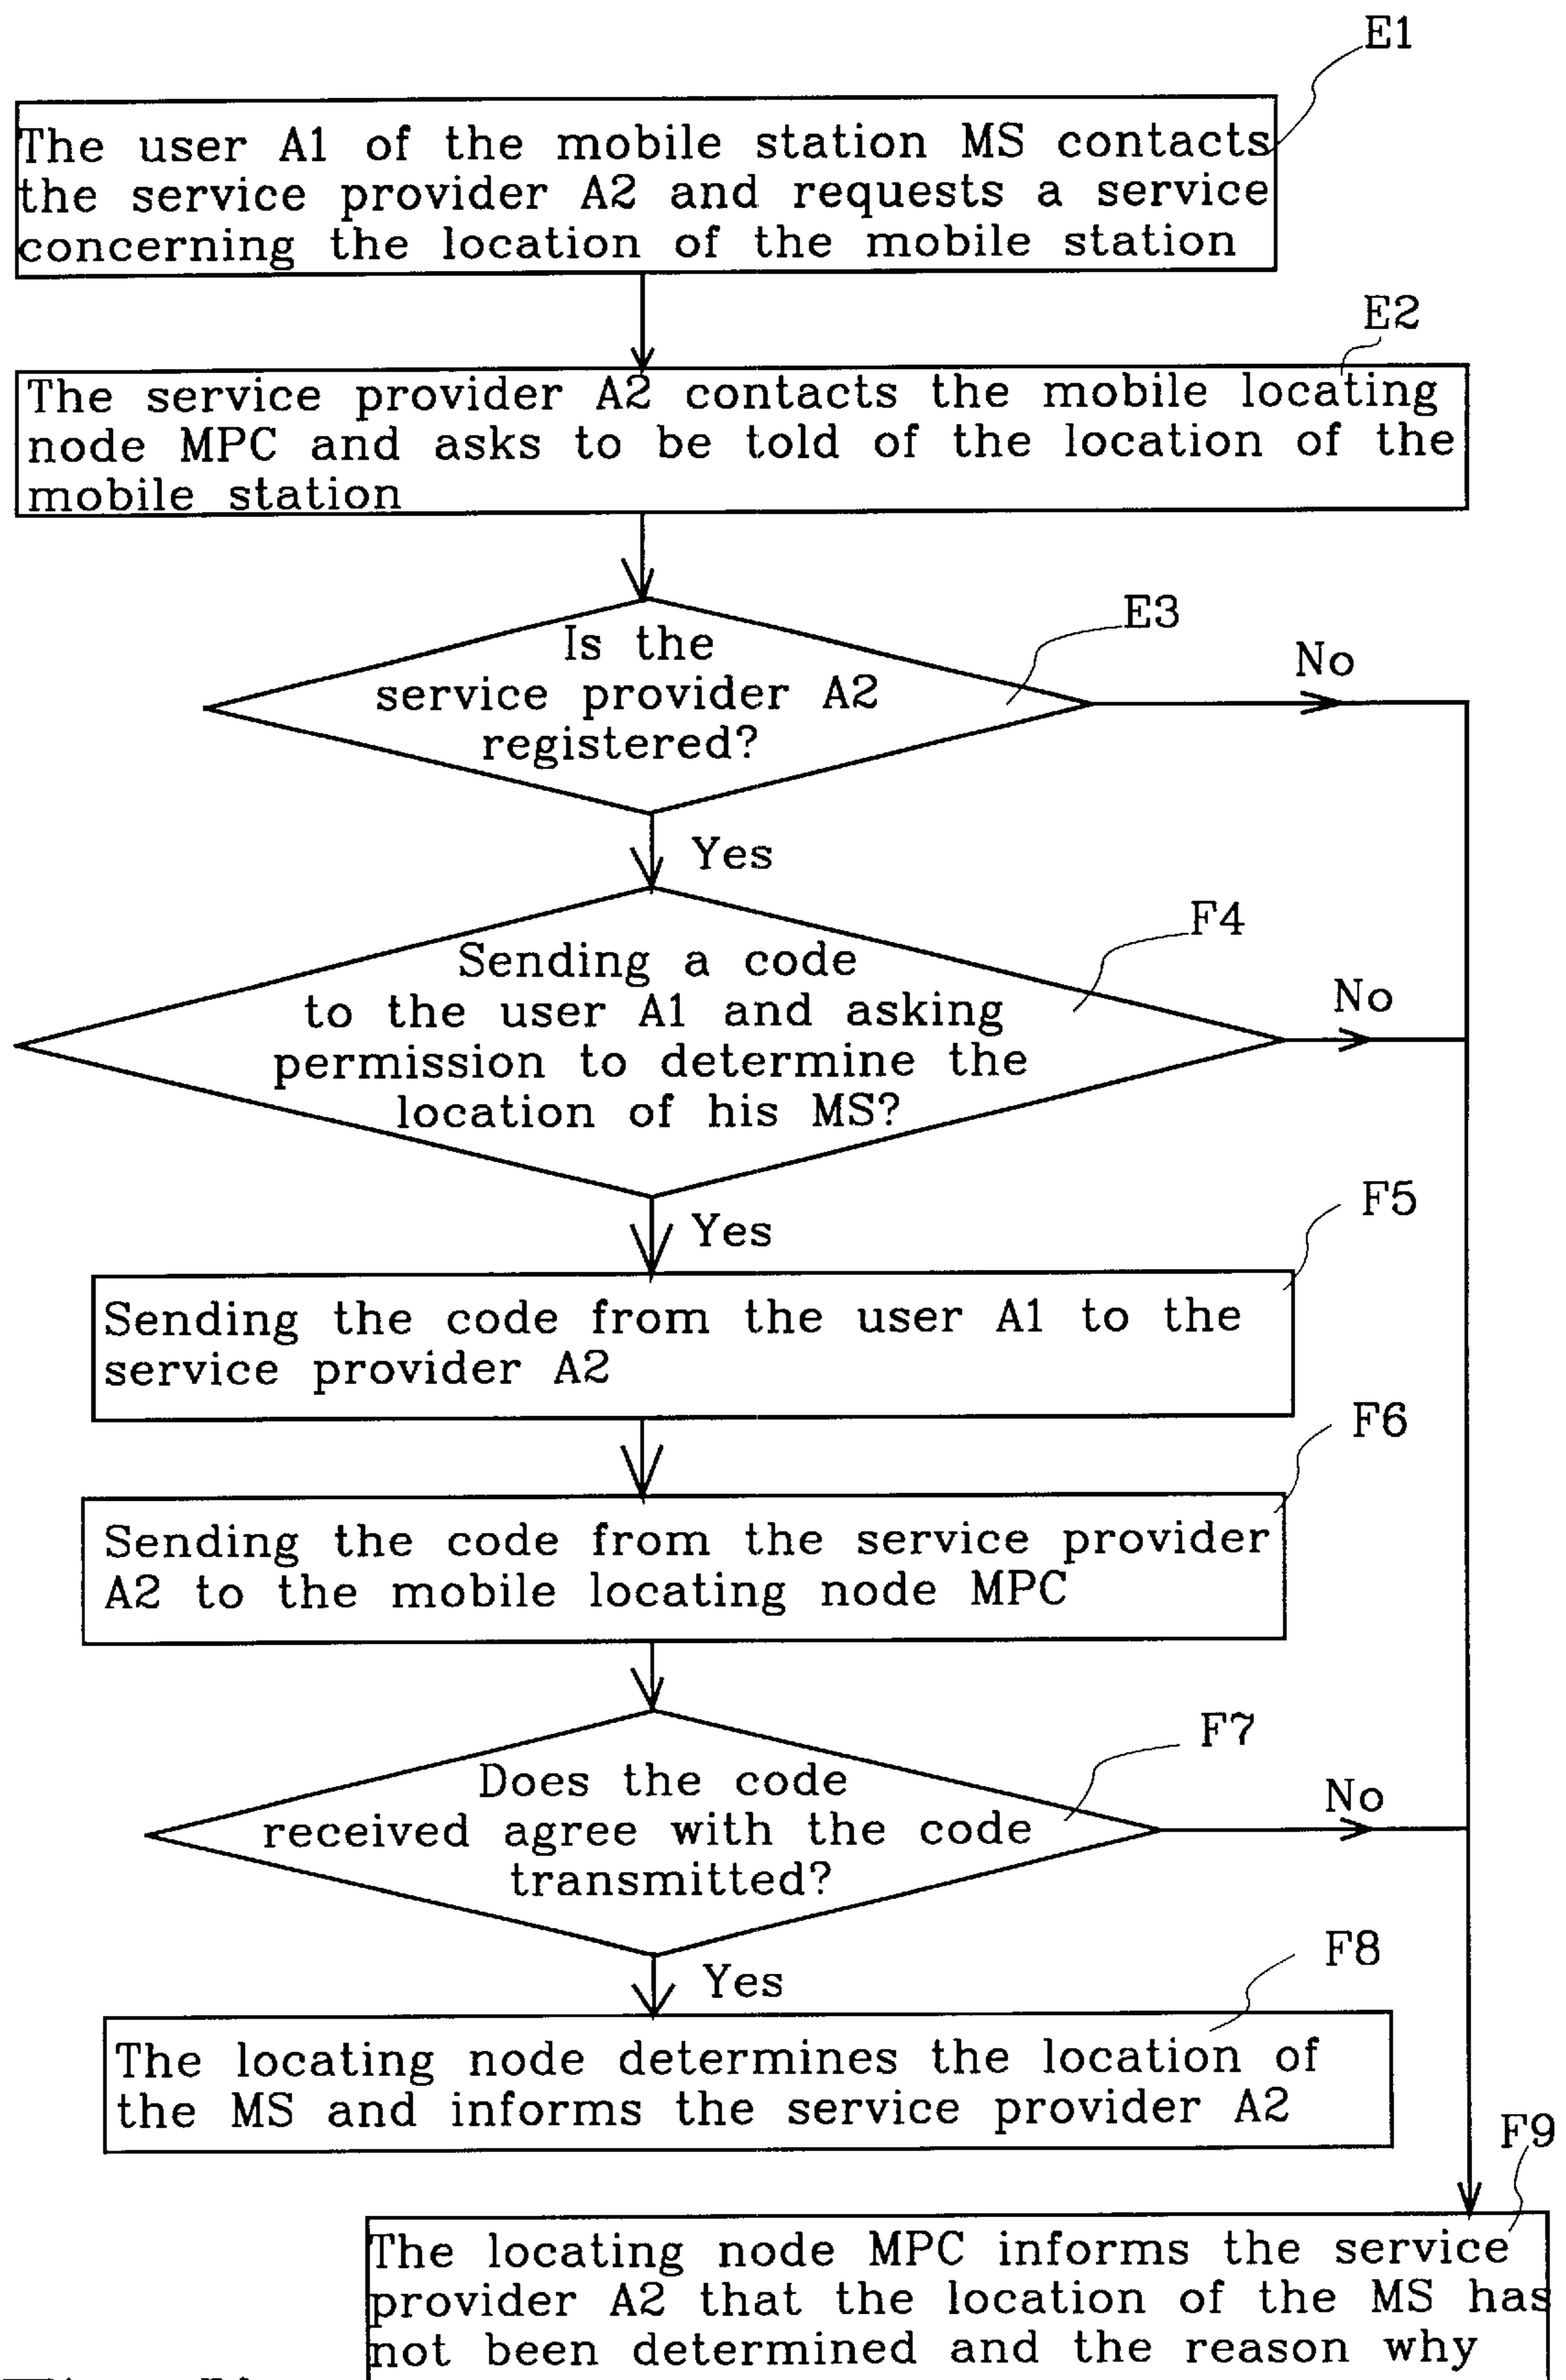 E1
The user A1 of the mobile station MS contacts
the service provider A2 and requests a service
concerning the location of the mobile station
E2
The service provider A2 contacts the mobile locating
node MPC and asks to be told of the location of the
mobile station
E3
Is the
service provider A2
registered?
No
Yes
F4
Sending a code
to the user A1 and asking
permission to determine the
location of his MS?
No
Yes
F5
Sending the code from the user A1 to the
service provider A2
F6
Sending the code from the service provider
A2 to the mobile locating node MPC
F7
Does the code
received agree with the code
transmitted?
No
Yes
F8
The locating node determines the location of
the MS and informs the service provider A2
F9
The locating node MPC informs the service
provider A2 that the location of the MS has
not been determined and the reason why